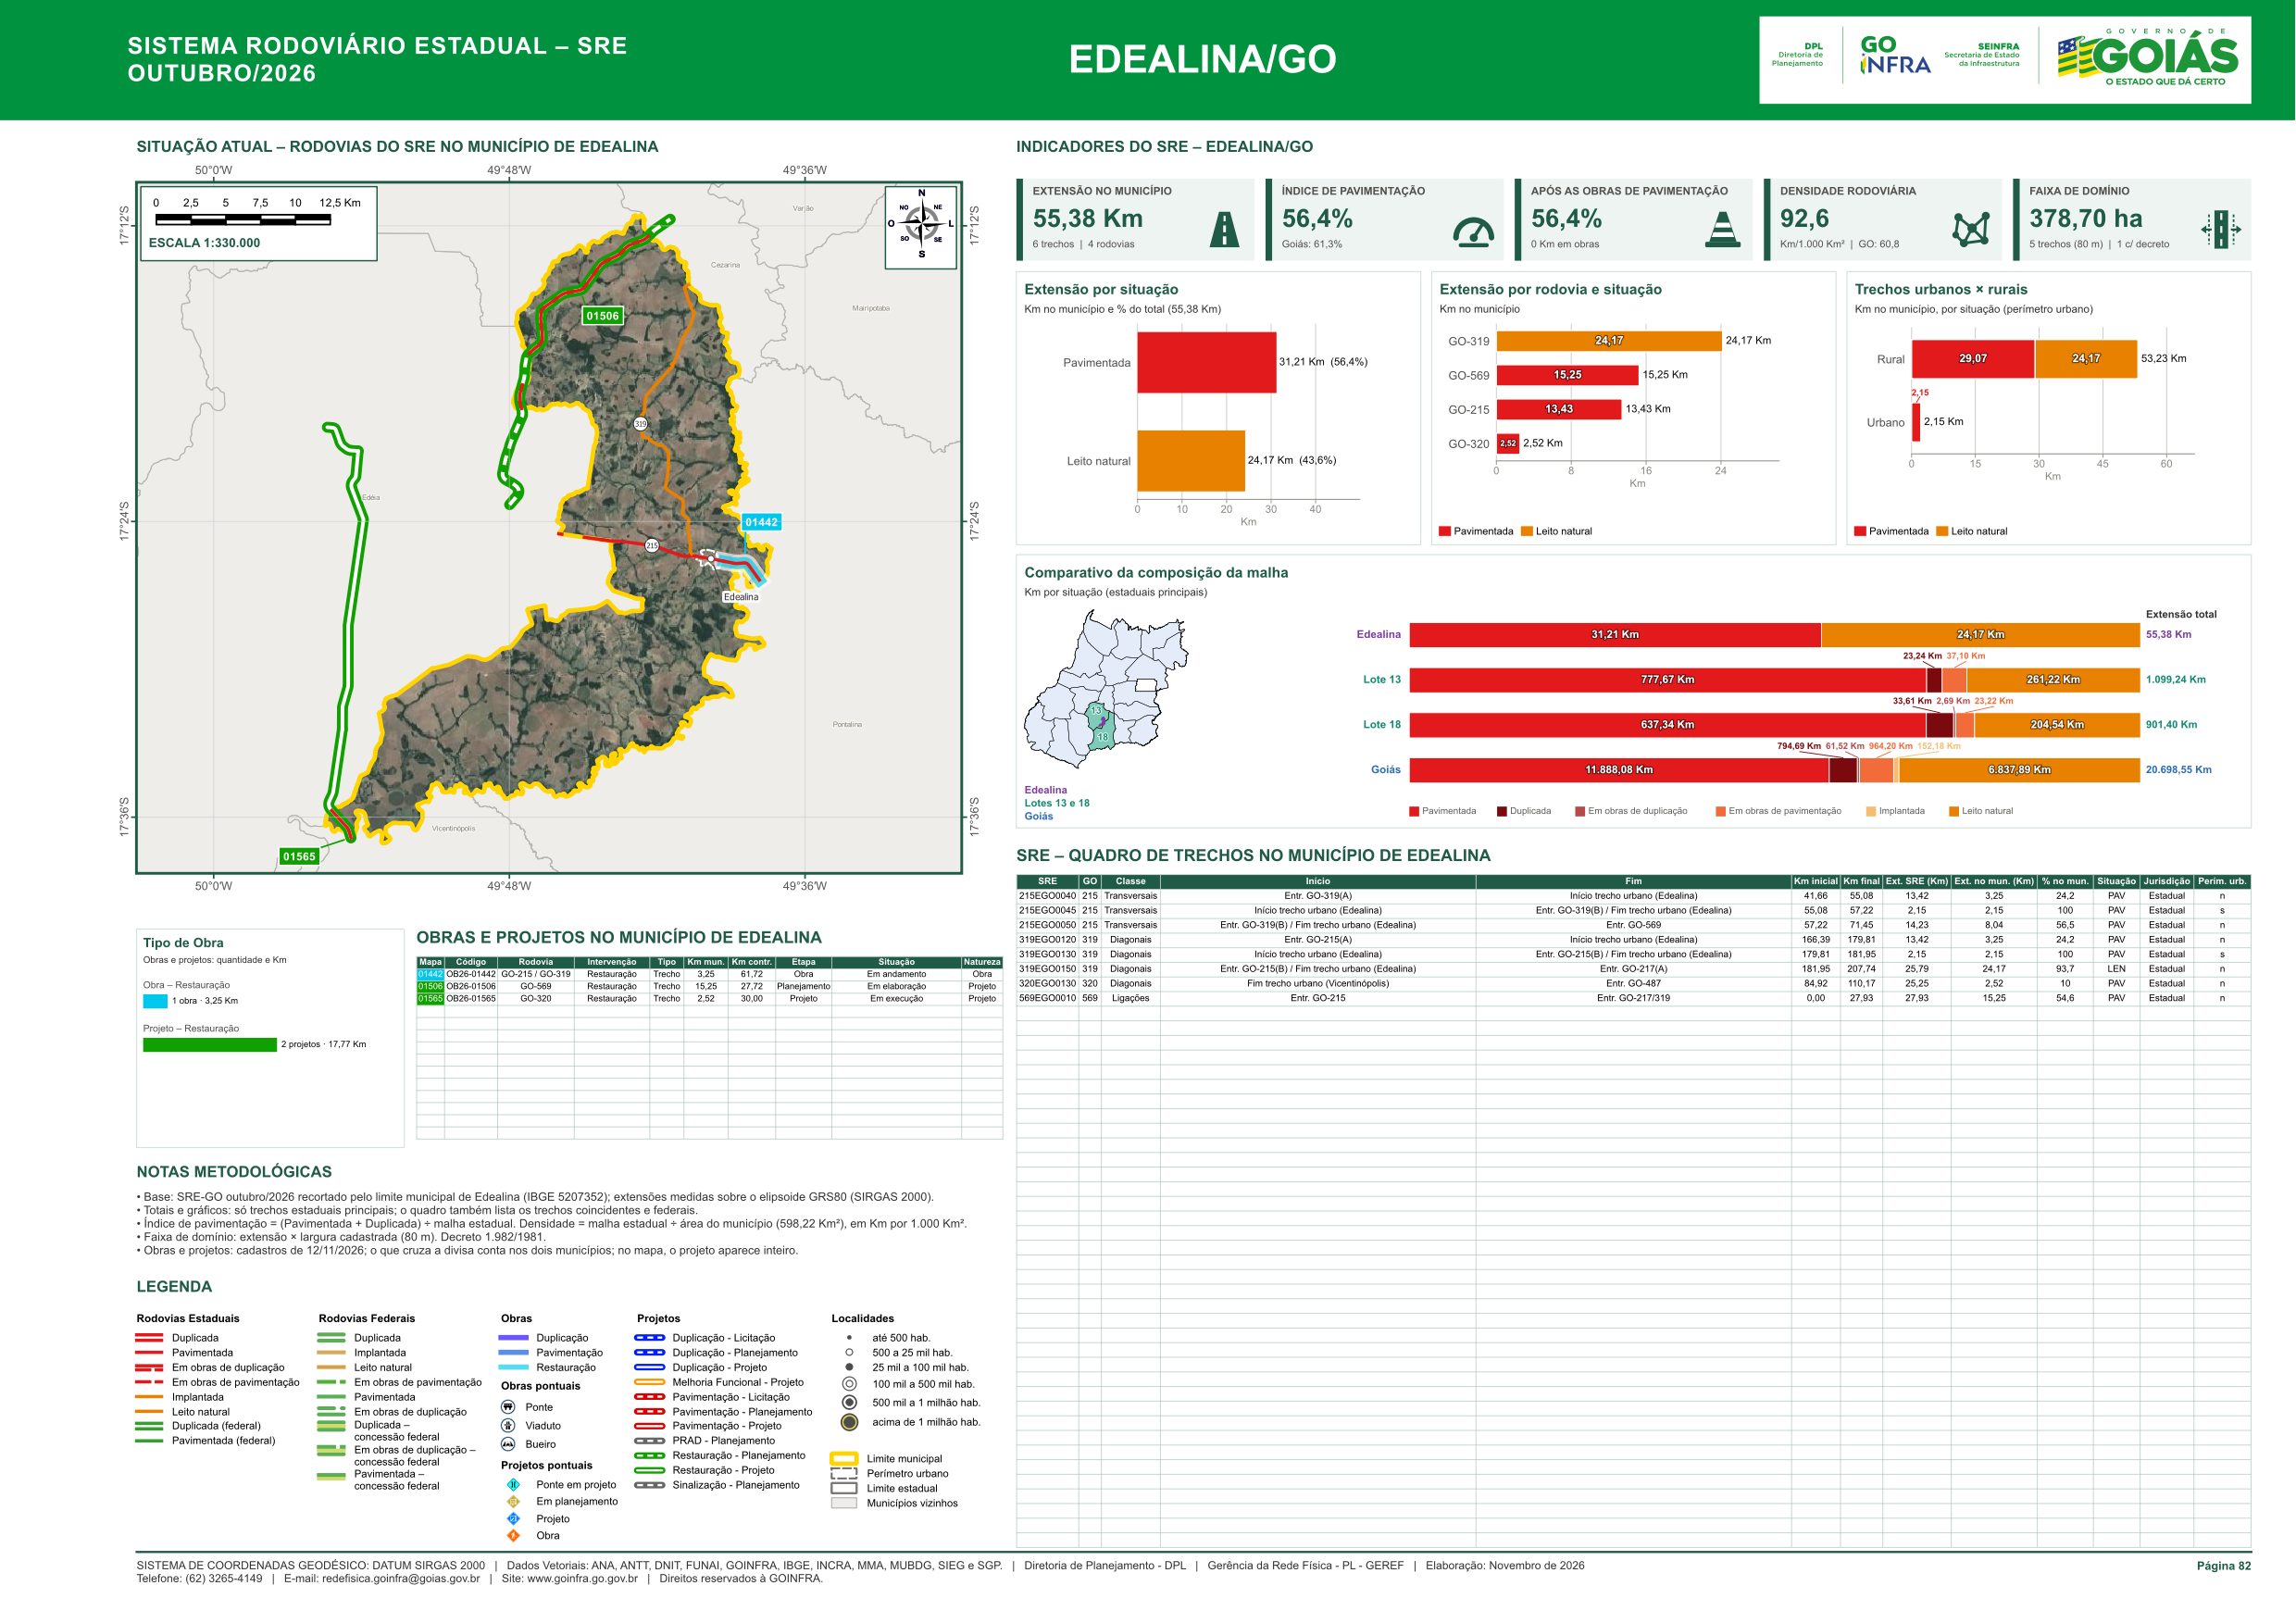 SISTEMA RODOVIÁRIO ESTADUAL – SRE
OUTUBRO/2026
EDEALINA/GO
DPL
Diretoria de
Planejamento
GO
iNFRA
SEINFRA
Secretaria de Estado
da Infraestrutura
GOVERNO DE
GOIÁS
O ESTADO QUE DÁ CERTO
SITUAÇÃO ATUAL – RODOVIAS DO SRE NO MUNICÍPIO DE EDEALINA
50°0'W 49°48'W 49°36'W
0 2,5 5 7,5 10 12,5 Km
ESCALA 1:330.000
N
NO NE
O L
SO SE
S
17°12'S 17°12'S
Varjão
Cezarina
Mairipotaba
01506
319
Edéia
17°24'S 17°24'S
01442
215
Edealina
Pontalina
17°36'S 17°36'S
Vicentinópolis
01565
50°0'W 49°48'W 49°36'W
INDICADORES DO SRE – EDEALINA/GO
EXTENSÃO NO MUNICÍPIO
55,38 Km
6 trechos | 4 rodovias
ÍNDICE DE PAVIMENTAÇÃO
56,4%
Goiás: 61,3%
APÓS AS OBRAS DE PAVIMENTAÇÃO
56,4%
0 Km em obras
DENSIDADE RODOVIÁRIA
92,6
Km/1.000 Km² | GO: 60,8
FAIXA DE DOMÍNIO
378,70 ha
5 trechos (80 m) | 1 c/ decreto
Extensão por situação
Km no município e % do total (55,38 Km)
Pavimentada 31,21 Km (56,4%)
Leito natural 24,17 Km (43,6%)
0 10 20 30 40
Km
Extensão por rodovia e situação
Km no município
GO-319 24,17 24,17 Km
GO-569 15,25 15,25 Km
GO-215 13,43 13,43 Km
GO-320 2,52 2,52 Km
0 8 16 24
Km
Pavimentada Leito natural
Trechos urbanos × rurais
Km no município, por situação (perímetro urbano)
Rural 29,07 24,17 53,23 Km
2,15
Urbano 2,15 Km
0 15 30 45 60
Km
Pavimentada Leito natural
Comparativo da composição da malha
Km por situação (estaduais principais)
13
18
Edealina
Lotes 13 e 18
Goiás
Extensão total
Edealina 31,21 Km 24,17 Km 55,38 Km
23,24 Km 37,10 Km
Lote 13 777,67 Km 261,22 Km 1.099,24 Km
33,61 Km 2,69 Km 23,22 Km
Lote 18 637,34 Km 204,54 Km 901,40 Km
794,69 Km 61,52 Km 964,20 Km 152,18 Km
Goiás 11.888,08 Km 6.837,89 Km 20.698,55 Km
Pavimentada Duplicada Em obras de duplicação Em obras de pavimentação Implantada Leito natural
SRE – QUADRO DE TRECHOS NO MUNICÍPIO DE EDEALINA
SRE GO Classe Início Fim Km inicial Km final Ext. SRE (Km) Ext. no mun. (Km) % no mun. Situação Jurisdição Perím. urb.
215EGO0040 215 Transversais Entr. GO-319(A) Início trecho urbano (Edealina) 41,66 55,08 13,42 3,25 24,2 PAV Estadual n
215EGO0045 215 Transversais Início trecho urbano (Edealina) Entr. GO-319(B) / Fim trecho urbano (Edealina) 55,08 57,22 2,15 2,15 100 PAV Estadual s
215EGO0050 215 Transversais Entr. GO-319(B) / Fim trecho urbano (Edealina) Entr. GO-569 57,22 71,45 14,23 8,04 56,5 PAV Estadual n
319EGO0120 319 Diagonais Entr. GO-215(A) Início trecho urbano (Edealina) 166,39 179,81 13,42 3,25 24,2 PAV Estadual n
319EGO0130 319 Diagonais Início trecho urbano (Edealina) Entr. GO-215(B) / Fim trecho urbano (Edealina) 179,81 181,95 2,15 2,15 100 PAV Estadual s
319EGO0150 319 Diagonais Entr. GO-215(B) / Fim trecho urbano (Edealina) Entr. GO-217(A) 181,95 207,74 25,79 24,17 93,7 LEN Estadual n
320EGO0130 320 Diagonais Fim trecho urbano (Vicentinópolis) Entr. GO-487 84,92 110,17 25,25 2,52 10 PAV Estadual n
569EGO0010 569 Ligações Entr. GO-215 Entr. GO-217/319 0,00 27,93 27,93 15,25 54,6 PAV Estadual n
Tipo de Obra
Obras e projetos: quantidade e Km
Obra – Restauração
1 obra · 3,25 Km
Projeto – Restauração
2 projetos · 17,77 Km
OBRAS E PROJETOS NO MUNICÍPIO DE EDEALINA
Mapa Código Rodovia Intervenção Tipo Km mun. Km contr. Etapa Situação Natureza
01442 OB26-01442 GO-215 / GO-319 Restauração Trecho 3,25 61,72 Obra Em andamento Obra
01506 OB26-01506 GO-569 Restauração Trecho 15,25 27,72 Planejamento Em elaboração Projeto
01565 OB26-01565 GO-320 Restauração Trecho 2,52 30,00 Projeto Em execução Projeto
NOTAS METODOLÓGICAS
• Base: SRE-GO outubro/2026 recortado pelo limite municipal de Edealina (IBGE 5207352); extensões medidas sobre o elipsoide GRS80 (SIRGAS 2000).
• Totais e gráficos: só trechos estaduais principais; o quadro também lista os trechos coincidentes e federais.
• Índice de pavimentação = (Pavimentada + Duplicada) ÷ malha estadual. Densidade = malha estadual ÷ área do município (598,22 Km²), em Km por 1.000 Km².
• Faixa de domínio: extensão × largura cadastrada (80 m). Decreto 1.982/1981.
• Obras e projetos: cadastros de 12/11/2026; o que cruza a divisa conta nos dois municípios; no mapa, o projeto aparece inteiro.
LEGENDA
Rodovias Estaduais
Duplicada
Pavimentada
Em obras de duplicação
Em obras de pavimentação
Implantada
Leito natural
Duplicada (federal)
Pavimentada (federal)
Rodovias Federais
Duplicada
Implantada
Leito natural
Em obras de pavimentação
Pavimentada
Em obras de duplicação
Duplicada –
concessão federal
Em obras de duplicação –
concessão federal
Pavimentada –
concessão federal
Obras
Duplicação
Pavimentação
Restauração
Obras pontuais
Ponte
Viaduto
Bueiro
Projetos pontuais
Ponte em projeto
Em planejamento
Projeto
Obra
Projetos
Duplicação - Licitação
Duplicação - Planejamento
Duplicação - Projeto
Melhoria Funcional - Projeto
Pavimentação - Licitação
Pavimentação - Planejamento
Pavimentação - Projeto
PRAD - Planejamento
Restauração - Planejamento
Restauração - Projeto
Sinalização - Planejamento
Localidades
até 500 hab.
500 a 25 mil hab.
25 mil a 100 mil hab.
100 mil a 500 mil hab.
500 mil a 1 milhão hab.
acima de 1 milhão hab.
Limite municipal
Perímetro urbano
Limite estadual
Municípios vizinhos
SISTEMA DE COORDENADAS GEODÉSICO: DATUM SIRGAS 2000 | Dados Vetoriais: ANA, ANTT, DNIT, FUNAI, GOINFRA, IBGE, INCRA, MMA, MUBDG, SIEG e SGP. | Diretoria de Planejamento - DPL | Gerência da Rede Física - PL - GEREF | Elaboração: Novembro de 2026
Página 82
Telefone: (62) 3265-4149 | E-mail: redefisica.goinfra@goias.gov.br | Site: www.goinfra.go.gov.br | Direitos reservados à GOINFRA.